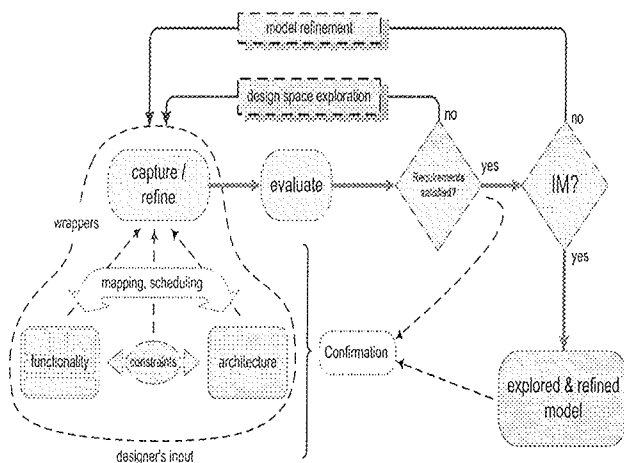 model refinement
design space exploration
no
no
capture /
refine
evaluate
Requirements
satisfied?
yes
IM?
wrappers
mapping, scheduling
yes
functionality
constraints
architecture
Confirmation
explored & refined
model
designer's input